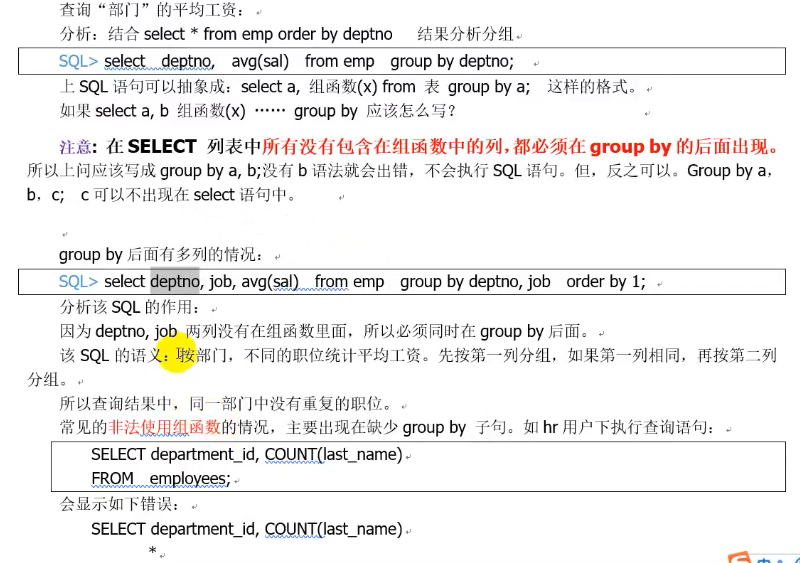 查询“部门”的平均工资：
分析：结合 select * from emp order by deptno 结果分析分组
SQL> select deptno, avg(sal) from emp group by deptno;
上 SQL 语句可以抽象成：select a, 组函数(x) from 表 group by a; 这样的格式。
如果 select a, b 组函数(x) …… group by 应该怎么写？
注意: 在 SELECT 列表中所有没有包含在组函数中的列，都必须在 group by 的后面出现。
所以上问应该写成 group by a, b;没有 b 语法就会出错，不会执行 SQL 语句。但，反之可以。Group by a，
b，c; c 可以不出现在 select 语句中。
group by 后面有多列的情况：
SQL> select deptno, job, avg(sal) from emp group by deptno, job order by 1;
分析该 SQL 的作用：
因为 deptno, job 两列没有在组函数里面，所以必须同时在 group by 后面。
该 SQL 的语义：按部门，不同的职位统计平均工资。先按第一列分组，如果第一列相同，再按第二列
分组。
所以查询结果中，同一部门中没有重复的职位。
常见的非法使用组函数的情况，主要出现在缺少 group by 子句。如 hr 用户下执行查询语句：
SELECT department_id, COUNT(last_name)
FROM employees;
会显示如下错误：
SELECT department_id, COUNT(last_name)
*